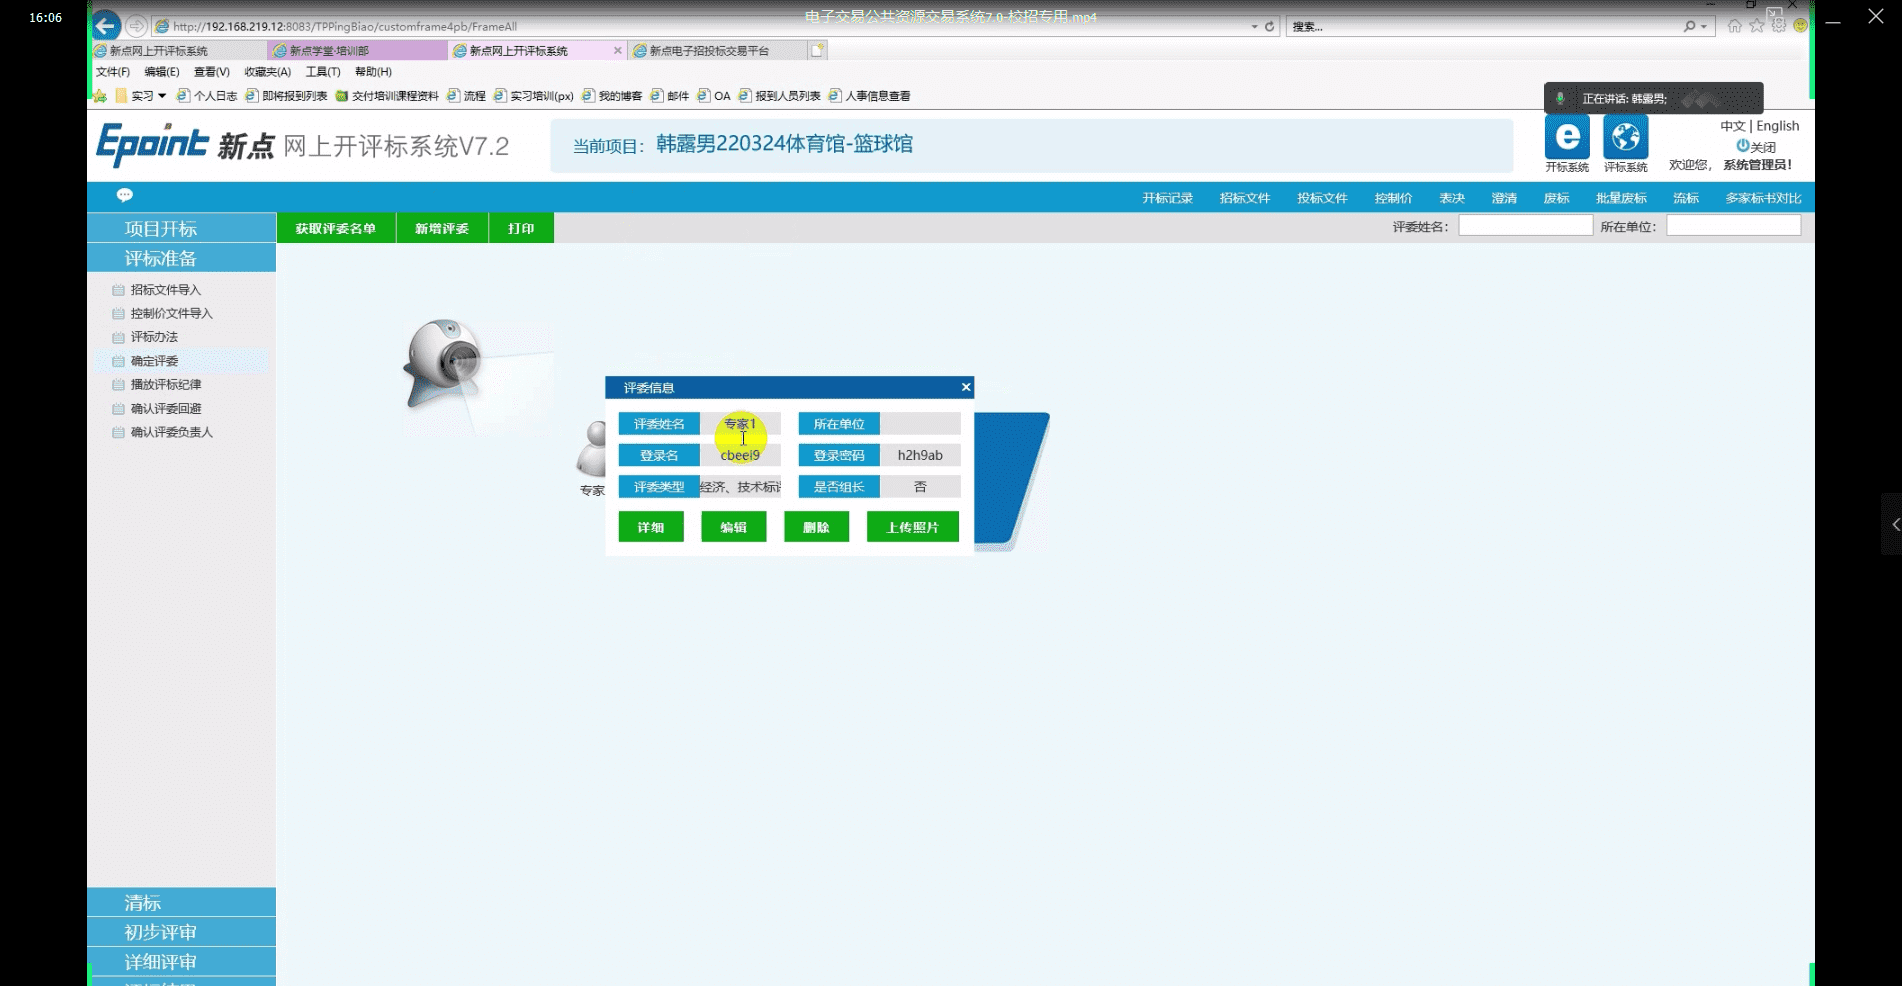 16:06
电子交易公共资源交易系统7.0-校招专用.mp4
http://192.168.219.12:8083/TPPingBiao/customframe4pb/FrameAll
搜索...
新点网上开评标系统
新点学堂·培训部
新点网上开评标系统
新点电子招投标交易平台
文件(F) 编辑(E) 查看(V) 收藏夹(A) 工具(T) 帮助(H)
实习 个人日志 即将报到列表 交付培训课程资料 流程 实习培训(px) 我的博客 邮件 OA 报到人员列表 人事信息查看
正在讲话: 韩露男;
Epoint 新点 网上开评标系统V7.2
当前项目: 韩露男220324体育馆-篮球馆
开标系统
评标系统
中文 | English
关闭
欢迎您, 系统管理员!
开标记录 招标文件 投标文件 控制价 表决 澄清 废标 批量废标 流标 多家标书对比
项目开标
评标准备
获取评委名单 新增评委 打印
评委姓名: 所在单位:
招标文件导入
控制价文件导入
评标办法
确定评委
播放评标纪律
确认评委回避
确认评委负责人
专家
评委信息
评委姓名 专家1 所在单位
登录名 cbeei9 登录密码 h2h9ab
评委类型 经济、技术标评 是否组长 否
详细 编辑 删除 上传照片
清标
初步评审
详细评审